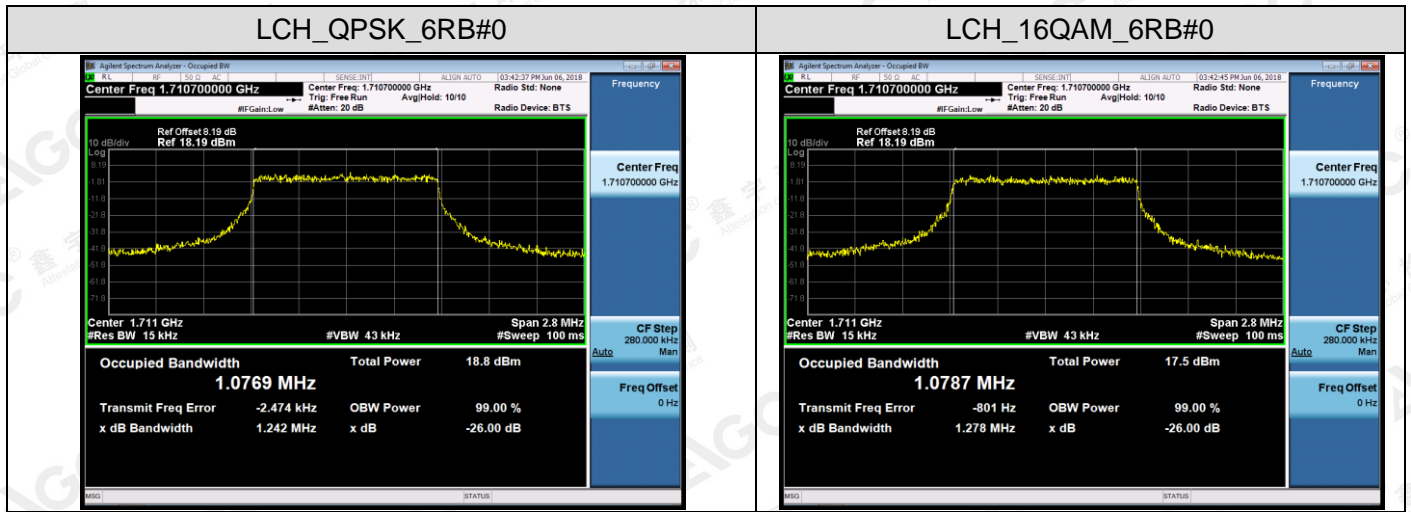 LCH_QPSK_6RB#0
Agilent Spectrum Analyzer - Occupied BW
RL RF 50 Ω AC SENSE:INT ALIGN AUTO 03:42:37 PM Jun 06, 2018
Center Freq 1.710700000 GHz Center Freq: 1.710700000 GHz Radio Std: None Frequency
Trig: Free Run Avg|Hold: 10/10
#IFGain:Low #Atten: 20 dB Radio Device: BTS
Ref Offset 8.19 dB
10 dB/div Ref 18.19 dBm
Log
8.19
-1.81
-11.8
-21.8
-31.8
-41.8
-51.8
-61.8
-71.8
Center Freq
1.710700000 GHz
Center 1.711 GHz Span 2.8 MHz
#Res BW 15 kHz #VBW 43 kHz #Sweep 100 ms
CF Step
280.000 kHz
Auto Man
Occupied Bandwidth Total Power 18.8 dBm
1.0769 MHz
Freq Offset
0 Hz
Transmit Freq Error -2.474 kHz OBW Power 99.00 %
x dB Bandwidth 1.242 MHz x dB -26.00 dB
MSG STATUS
LCH_16QAM_6RB#0
Agilent Spectrum Analyzer - Occupied BW
RL RF 50 Ω AC SENSE:INT ALIGN AUTO 03:42:45 PM Jun 06, 2018
Center Freq 1.710700000 GHz Center Freq: 1.710700000 GHz Radio Std: None Frequency
Trig: Free Run Avg|Hold: 10/10
#IFGain:Low #Atten: 20 dB Radio Device: BTS
Ref Offset 8.19 dB
10 dB/div Ref 18.19 dBm
Log
8.19
-1.81
-11.8
-21.8
-31.8
-41.8
-51.8
-61.8
-71.8
Center Freq
1.710700000 GHz
Center 1.711 GHz Span 2.8 MHz
#Res BW 15 kHz #VBW 43 kHz #Sweep 100 ms
CF Step
280.000 kHz
Auto Man
Occupied Bandwidth Total Power 17.5 dBm
1.0787 MHz
Freq Offset
0 Hz
Transmit Freq Error -801 Hz OBW Power 99.00 %
x dB Bandwidth 1.278 MHz x dB -26.00 dB
MSG STATUS